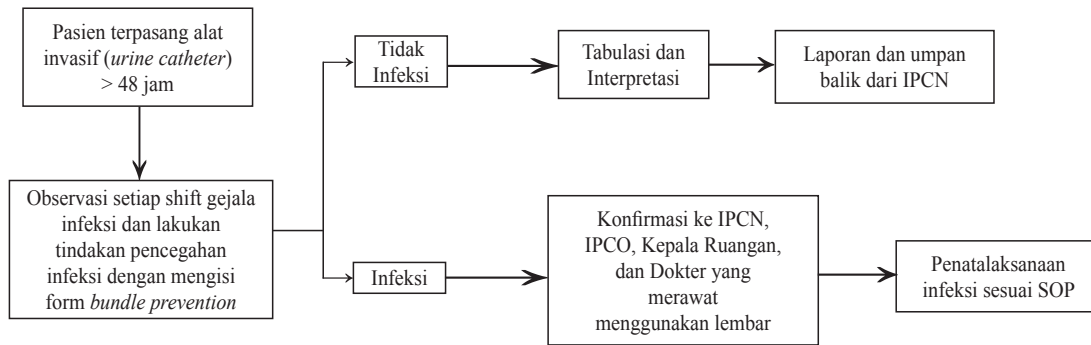 Pasien terpasang alat
invasif (urine catheter)
> 48 jam
Observasi setiap shift gejala
infeksi dan lakukan
tindakan pencegahan
infeksi dengan mengisi
form bundle prevention
Tidak
Infeksi
Tabulasi dan
Interpretasi
Laporan dan umpan
balik dari IPCN
Infeksi
Konfirmasi ke IPCN,
IPCO, Kepala Ruangan,
dan Dokter yang
merawat
menggunakan lembar
Penatalaksanaan
infeksi sesuai SOP